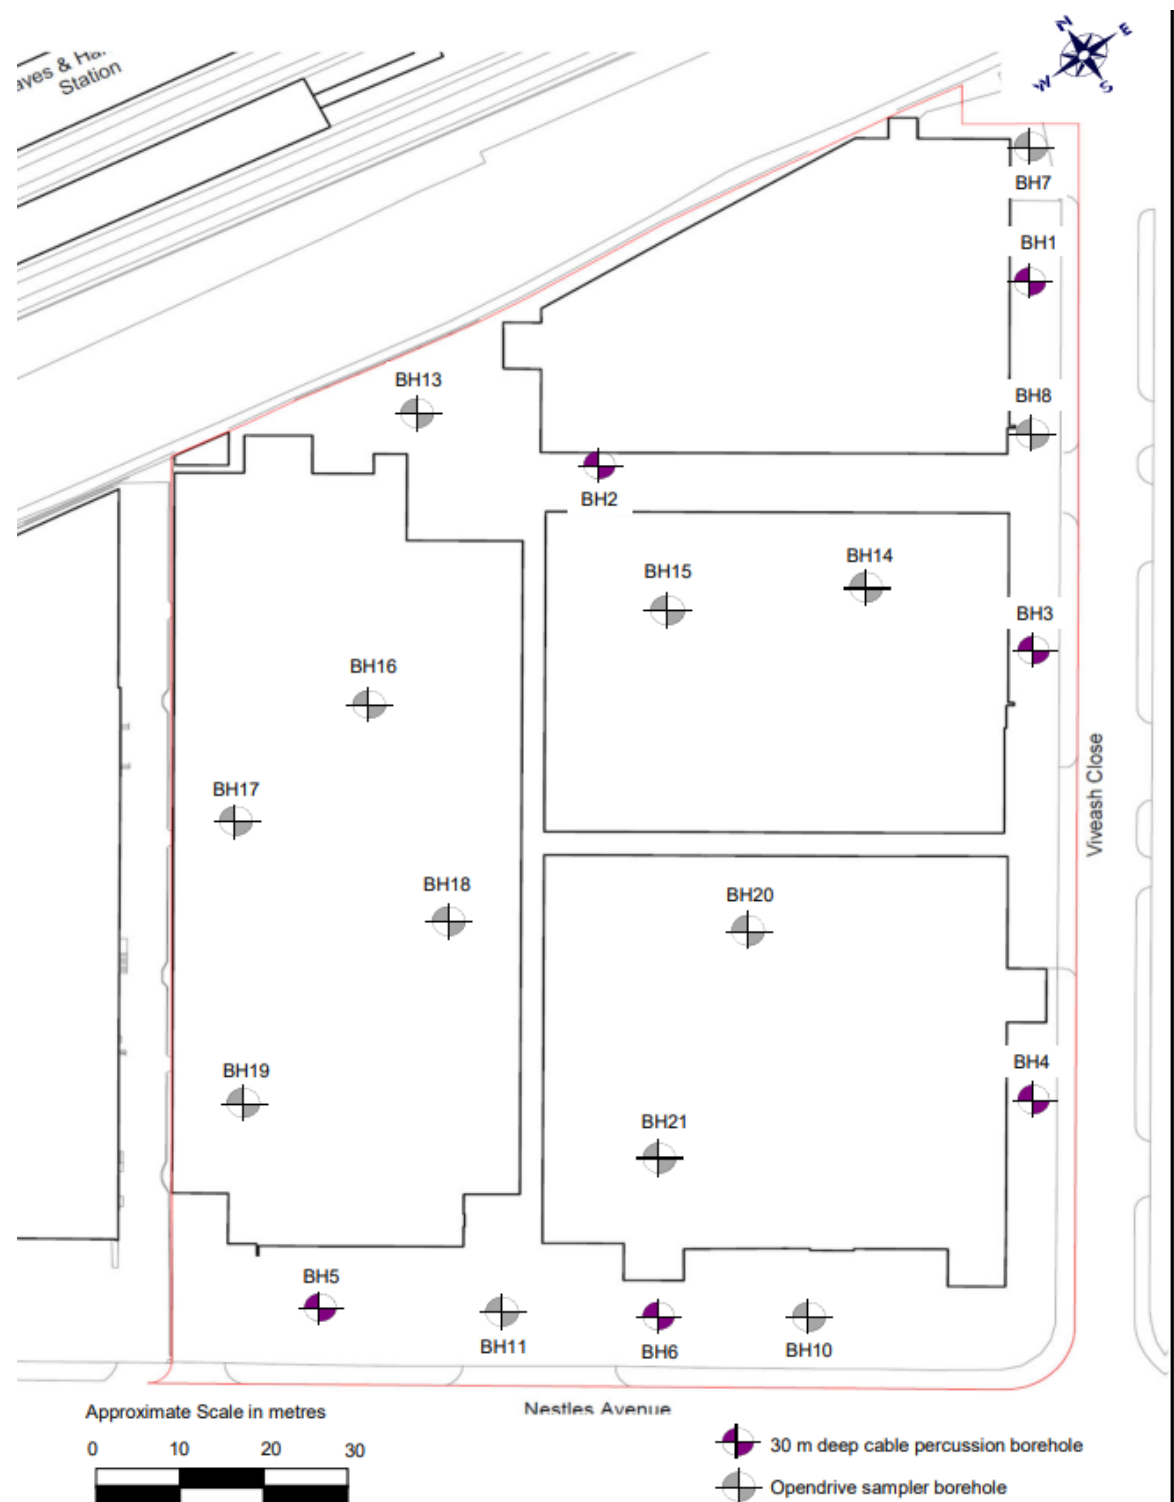 N
E
W
S
Station
BH7
BH1
BH13
BH8
BH2
BH14
BH15
BH3
BH16
Viveash Close
BH17
BH18
BH20
BH4
BH19
BH21
BH5
BH11
BH6
BH10
Nestles Avenue
Approximate Scale in metres
0 10 20 30
30 m deep cable percussion borehole
Opendrive sampler borehole